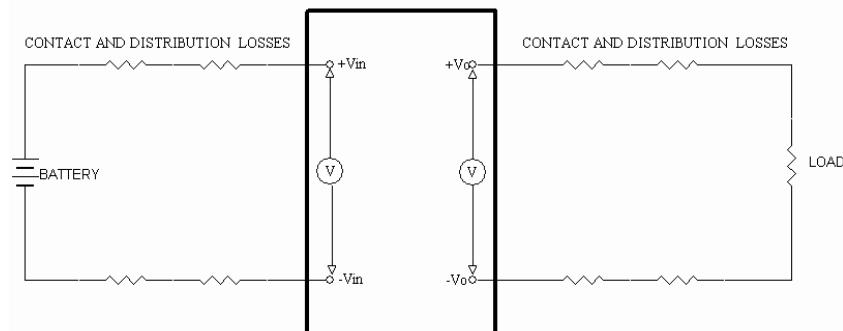 CONTACT AND DISTRIBUTION LOSSES
CONTACT AND DISTRIBUTION LOSSES
+Vin
+Vo
BATTERY
V
V
LOAD
-Vin
-Vo